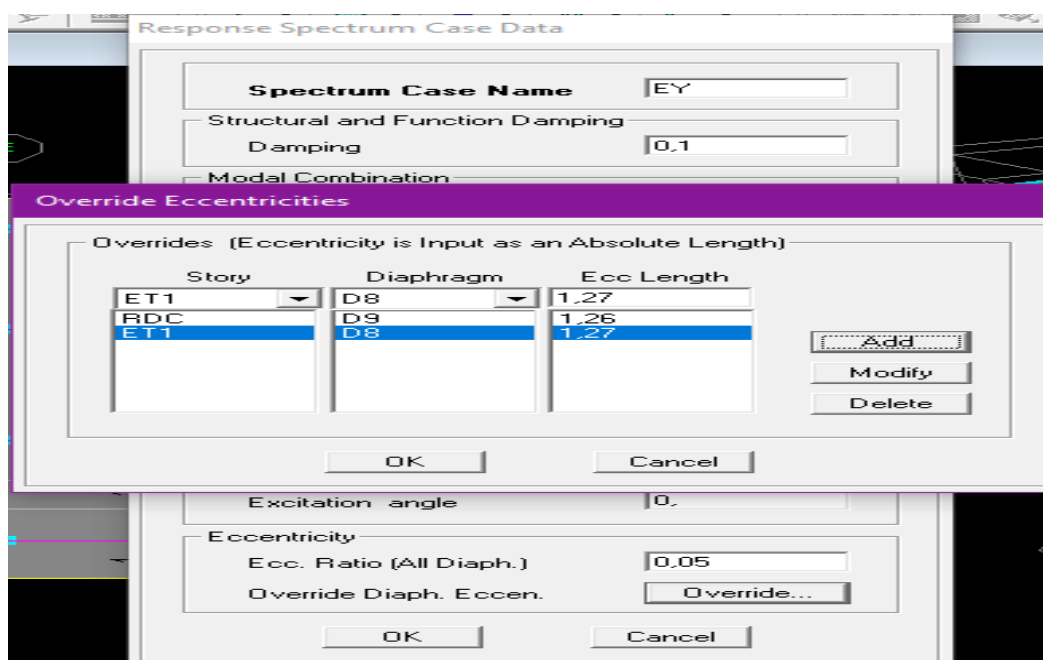 Response Spectrum Case Data
Spectrum Case Name EY
Structural and Function Damping
Damping 0,1
Modal Combination
Override Eccentricities
Overrides (Eccentricity is Input as an Absolute Length)
Story Diaphragm Ecc Length
ET1 D8 1,27
RDC D9 1,26
ET1 D8 1,27
Add
Modify
Delete
OK Cancel
Excitation angle 0,
Eccentricity
Ecc. Ratio (All Diaph.) 0,05
Override Diaph. Eccen. Override...
OK Cancel